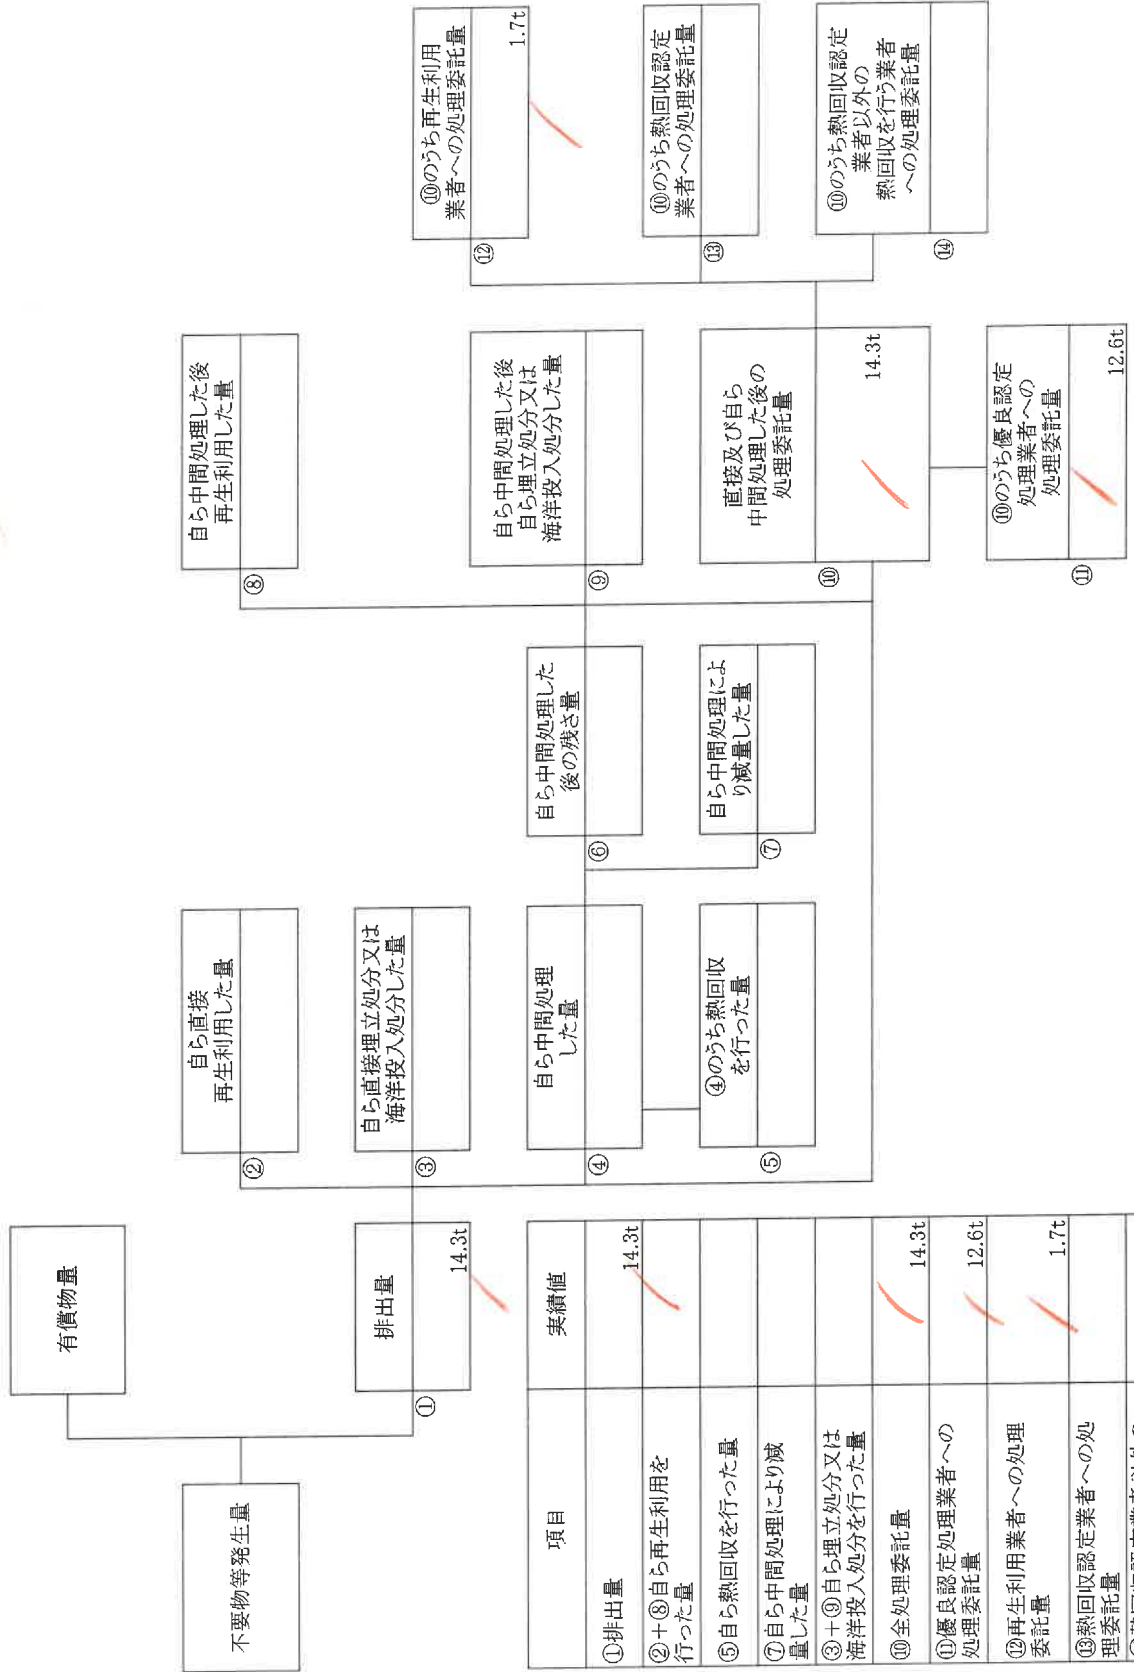 不要物等発生量
有償物量
排出量
①
14.3t
自ら直接
再生利用した量
②
自ら直接埋立処分又は
海洋投入処分した量
③
自ら中間処理
した量
④
④のうち熱回収
を行った量
⑤
自ら中間処理した
後の残さ量
⑥
自ら中間処理によ
り減量した量
⑦
自ら中間処理した後
再生利用した量
⑧
自ら中間処理した後
自ら埋立処分又は
海洋投入処分した量
⑨
直接及び自ら
中間処理した後の
処理委託量
⑩
14.3t
⑩のうち優良認定
処理業者への
処理委託量
⑪
12.6t
⑩のうち再生利用
業者への処理委託量
⑫
1.7t
⑩のうち熱回収認定
業者への処理委託量
⑬
⑩のうち熱回収認定
業者以外の
熱回収を行う業者
への処理委託量
⑭
項目
実績値
①排出量
14.3t
②+⑧自ら再生利用を
行った量
⑤自ら熱回収を行った量
⑦自ら中間処理により減
量した量
③+⑨自ら埋立処分又は
海洋投入処分を行った量
⑩全処理委託量
14.3t
⑪優良認定処理業者への
処理委託量
12.6t
⑫再生利用業者への処理
委託量
1.7t
⑬熱回収認定業者への処
理委託量